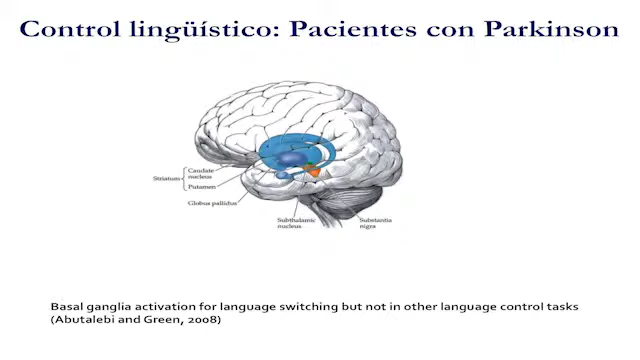 Control lingüístico: Pacientes con Parkinson
Caudate
nucleus
Striatum
Putamen
Globus pallidus
Subthalamic
nucleus
Substantia
nigra
Basal ganglia activation for language switching but not in other language control tasks
(Abutalebi and Green, 2008)